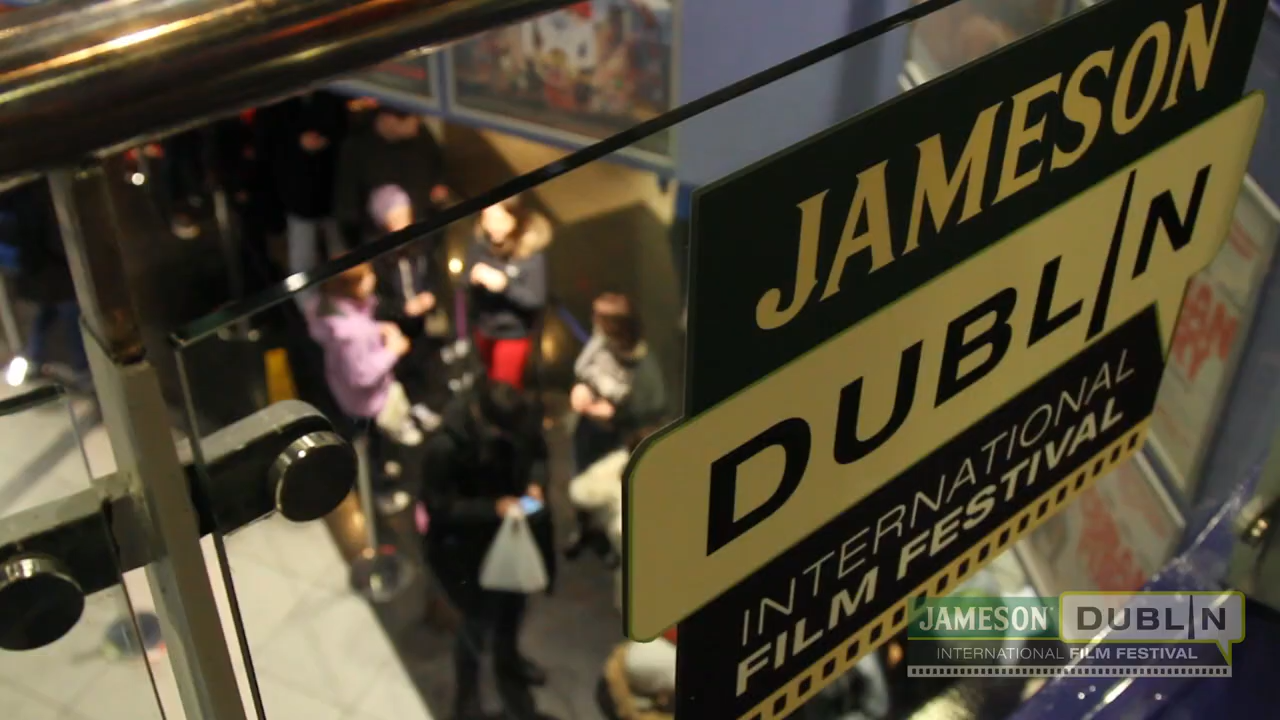 JAMESON
DUBLIN
INTERNATIONAL
FILM FESTIVAL
JAMESON
DUBLIN
INTERNATIONAL FILM FESTIVAL